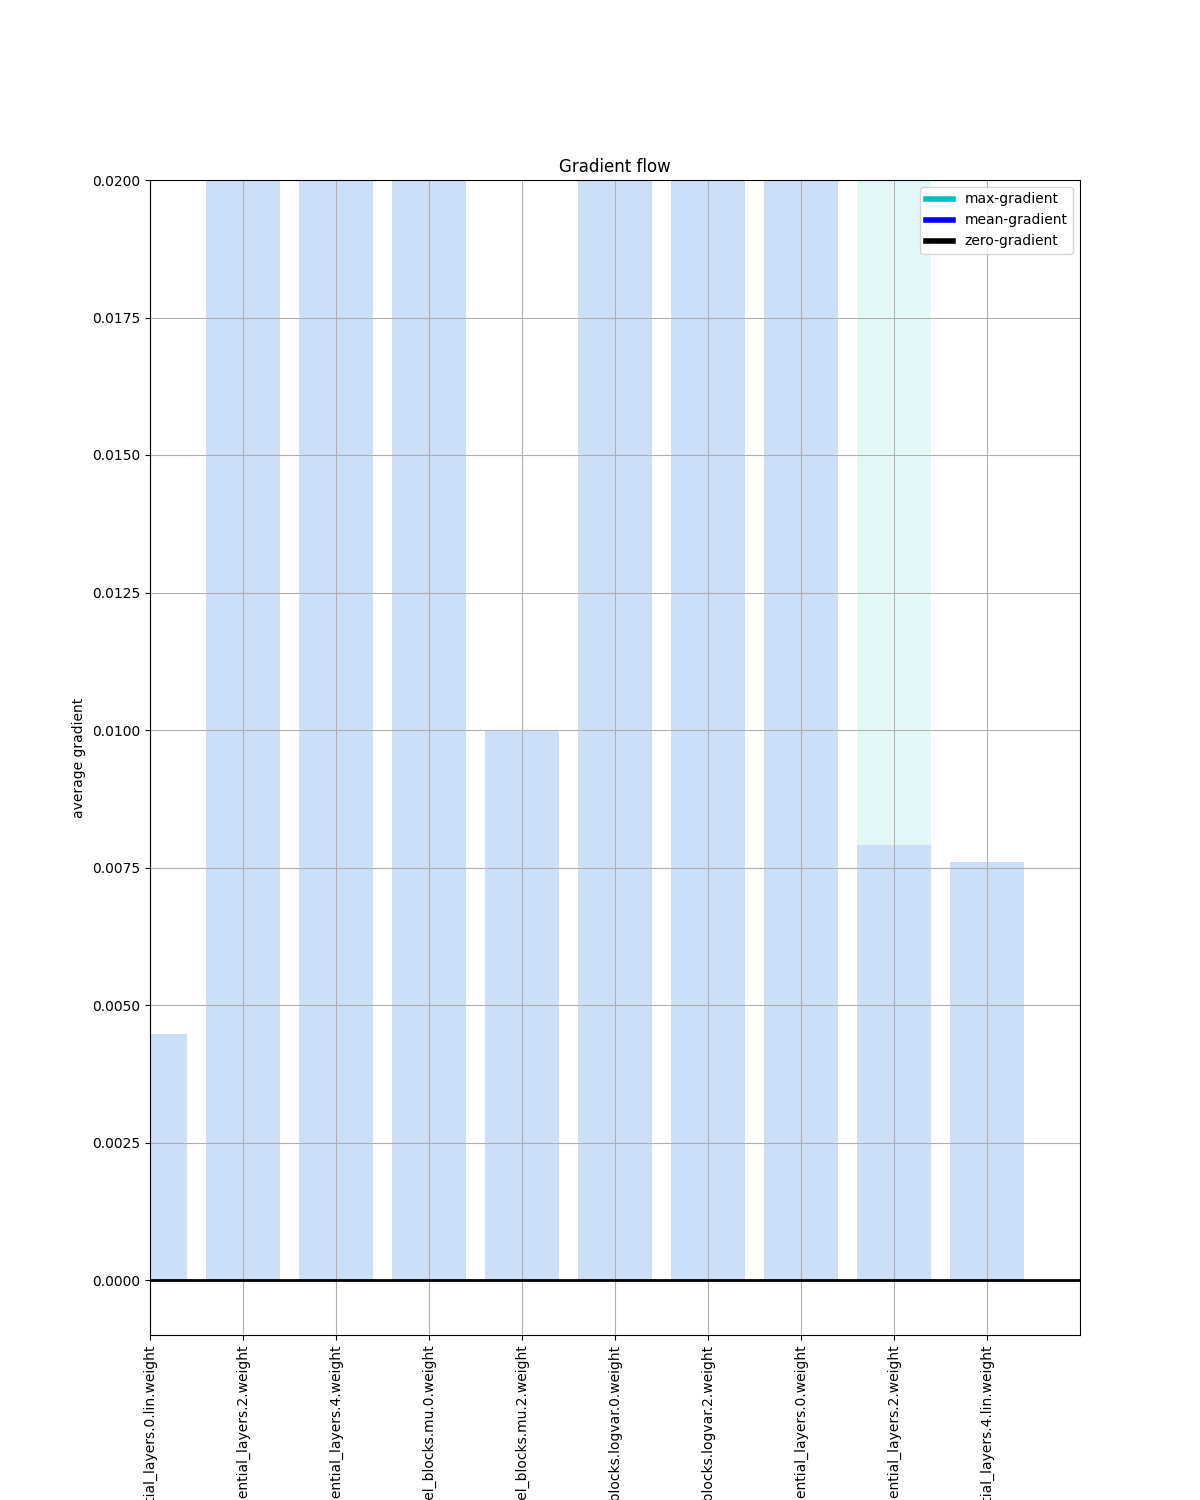 Gradient flow
max-gradient
mean-gradient
zero-gradient
0.0200
0.0175
0.0150
0.0125
0.0100
0.0075
0.0050
0.0025
0.0000
average gradient
tial_layers.0.lin.weight
ential_layers.2.weight
ential_layers.4.weight
el_blocks.mu.0.weight
el_blocks.mu.2.weight
blocks.logvar.0.weight
blocks.logvar.2.weight
ential_layers.0.weight
ential_layers.2.weight
tial_layers.4.lin.weight